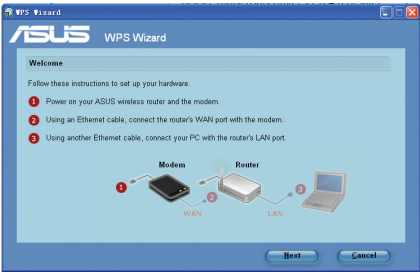 WPS Wizard
ASUS WPS Wizard
Welcome
Follow these instructions to set up your hardware.
1 Power on your ASUS wireless router and the modem.
2 Using an Ethernet cable, connect the router's WAN port with the modem.
3 Using another Ethernet cable, connect your PC with the router's LAN port.
Modem Router
1 2 3
WAN LAN
Next Cancel